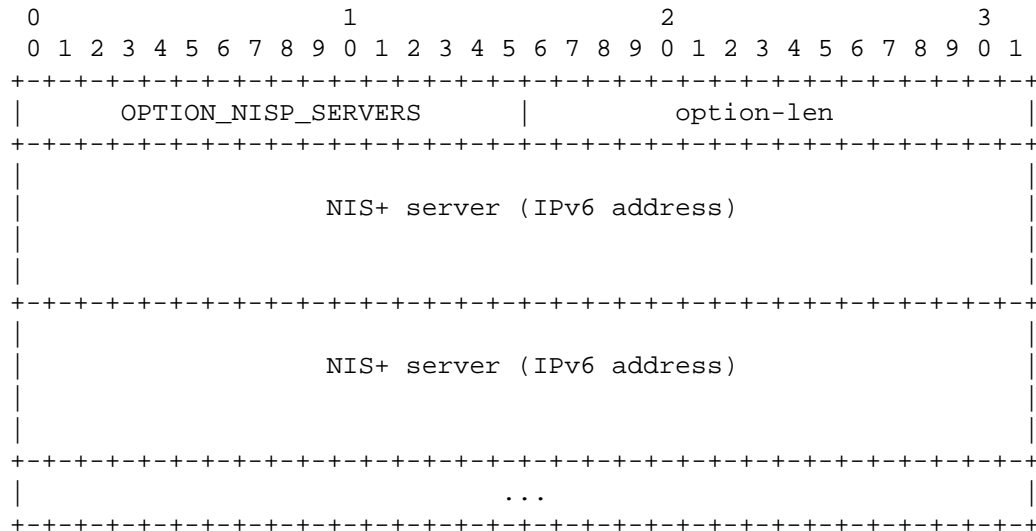 0                   1                   2                   3
 0 1 2 3 4 5 6 7 8 9 0 1 2 3 4 5 6 7 8 9 0 1 2 3 4 5 6 7 8 9 0 1
+-+-+-+-+-+-+-+-+-+-+-+-+-+-+-+-+-+-+-+-+-+-+-+-+-+-+-+-+-+-+-+-+
|      OPTION_NISP_SERVERS      |         option-len            |
+-+-+-+-+-+-+-+-+-+-+-+-+-+-+-+-+-+-+-+-+-+-+-+-+-+-+-+-+-+-+-+-+
|                                                               |
|                   NIS+ server (IPv6 address)                  |
|                                                               |
|                                                               |
+-+-+-+-+-+-+-+-+-+-+-+-+-+-+-+-+-+-+-+-+-+-+-+-+-+-+-+-+-+-+-+-+
|                                                               |
|                   NIS+ server (IPv6 address)                  |
|                                                               |
|                                                               |
+-+-+-+-+-+-+-+-+-+-+-+-+-+-+-+-+-+-+-+-+-+-+-+-+-+-+-+-+-+-+-+-+
|                              ...                              |
+-+-+-+-+-+-+-+-+-+-+-+-+-+-+-+-+-+-+-+-+-+-+-+-+-+-+-+-+-+-+-+-+